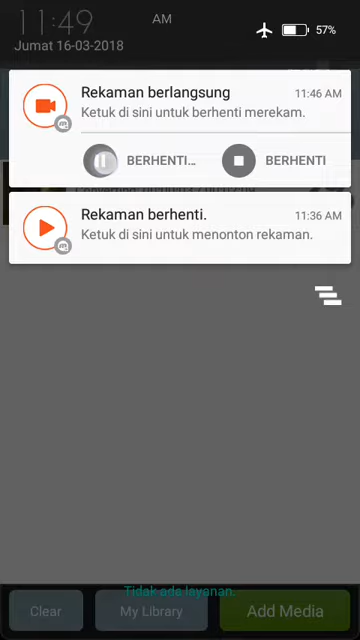 11:49 AM
Jumat 16-03-2018
57%
Rekaman berlangsung 11:46 AM
Ketuk di sini untuk berhenti merekam.
BERHENTI... BERHENTI
Rekaman berhenti. 11:36 AM
Ketuk di sini untuk menonton rekaman.
Tidak ada layanan.
Clear My Library Add Media